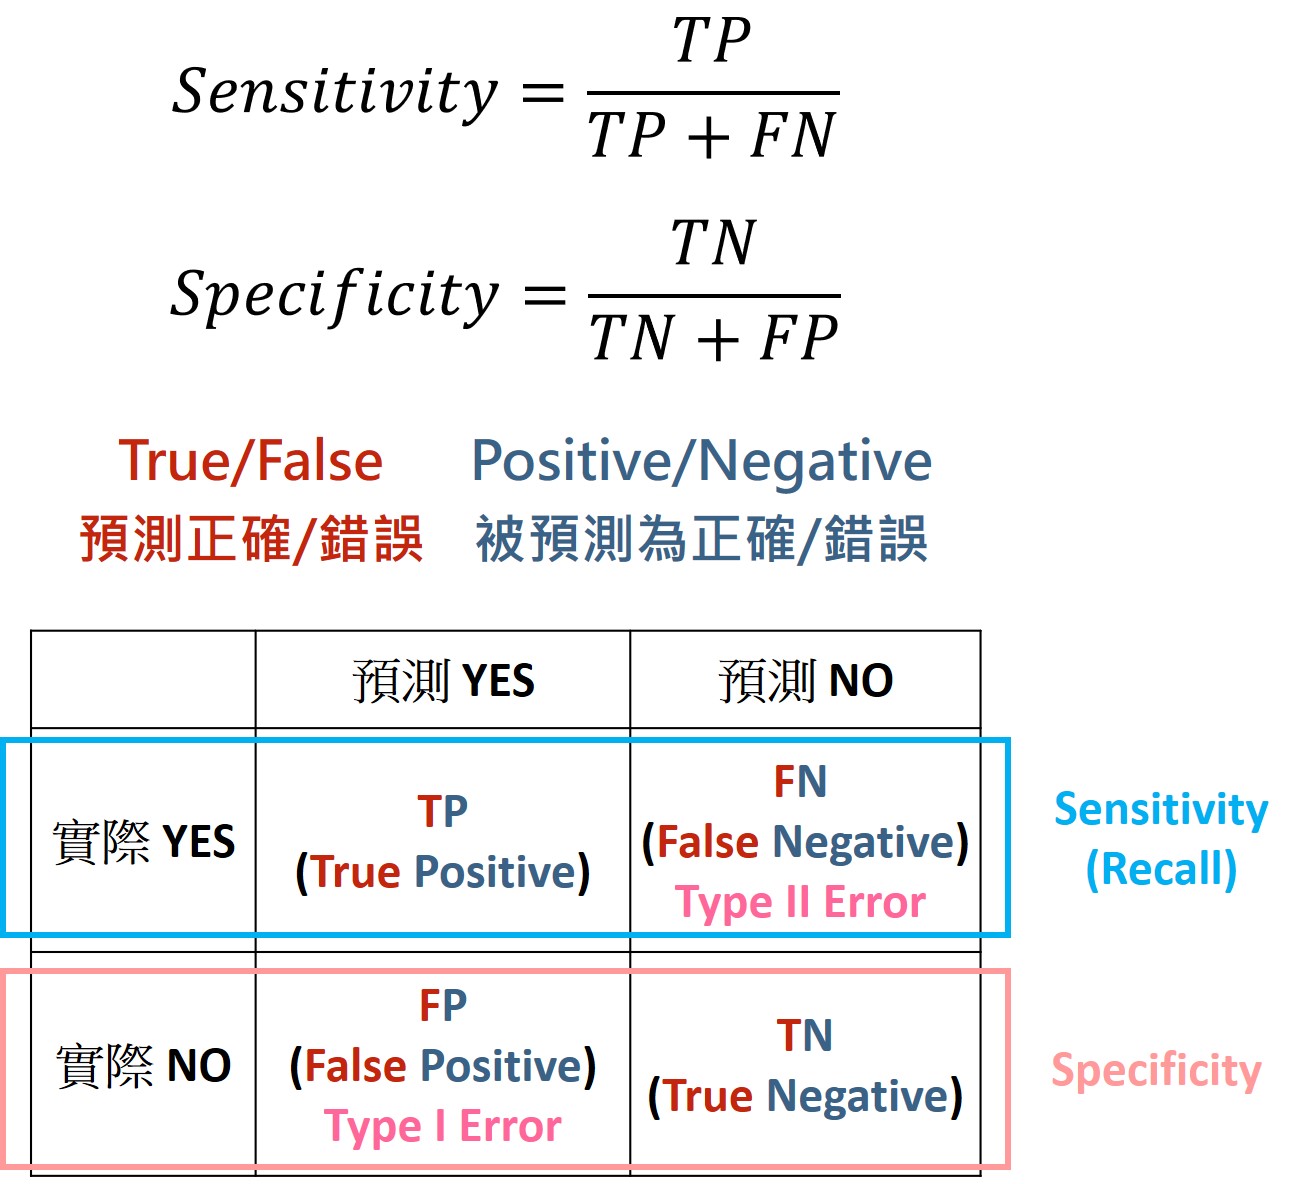 Sensitivity = TP / (TP + FN)
Specificity = TN / (TN + FP)
True/False Positive/Negative
預測正確/錯誤 被預測為正確/錯誤
預測 YES 預測 NO
實際 YES
TP
(True Positive)
FN
(False Negative)
Type II Error
Sensitivity
(Recall)
實際 NO
FP
(False Positive)
Type I Error
TN
(True Negative)
Specificity